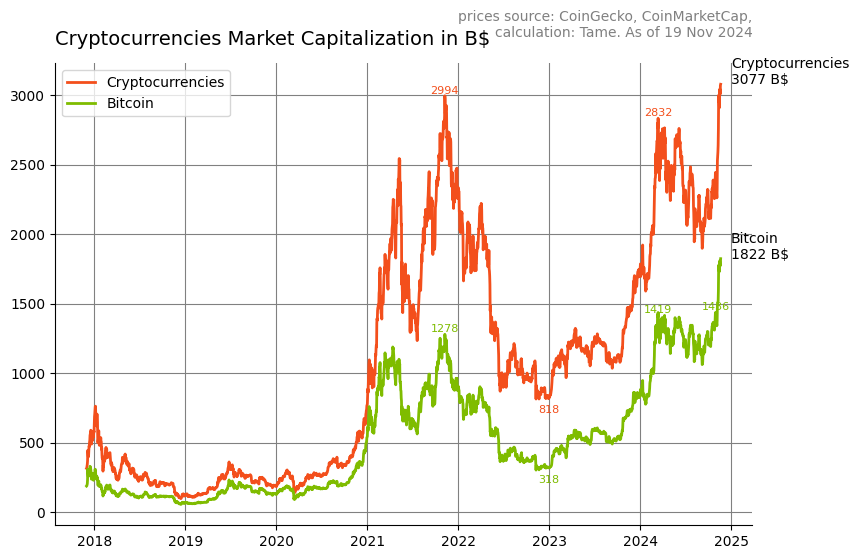 prices source: CoinGecko, CoinMarketCap,
calculation: Tame. As of 19 Nov 2024
Cryptocurrencies Market Capitalization in B$
Cryptocurrencies
3077 B$
Cryptocurrencies
Bitcoin
2994
2832
Bitcoin
1822 B$
1278
1419
1436
818
318
3000
2500
2000
1500
1000
500
0
2018 2019 2020 2021 2022 2023 2024 2025